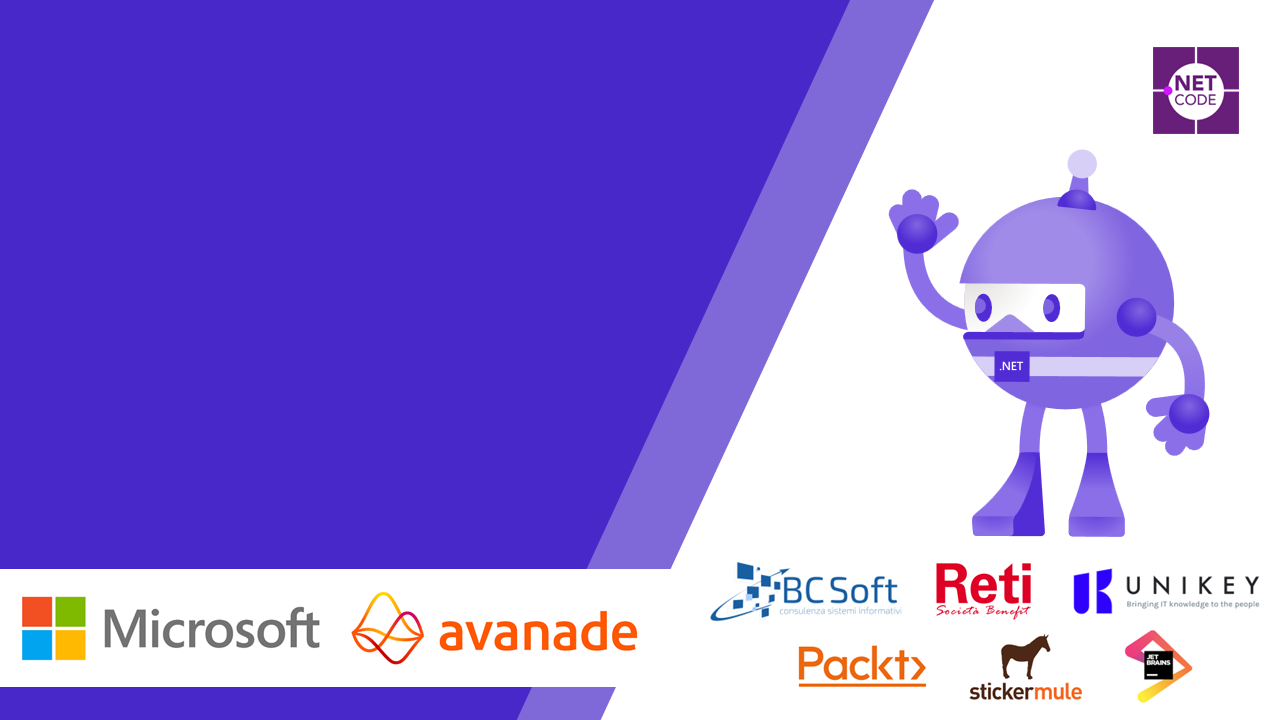 .NET
CODE
.NET
Microsoft
avanade
BC Soft
consulenza sistemi informativi
Reti
Società Benefit
UNIKEY
Bringing IT knowledge to the people
Packt>
stickermule
JET
BRAINS